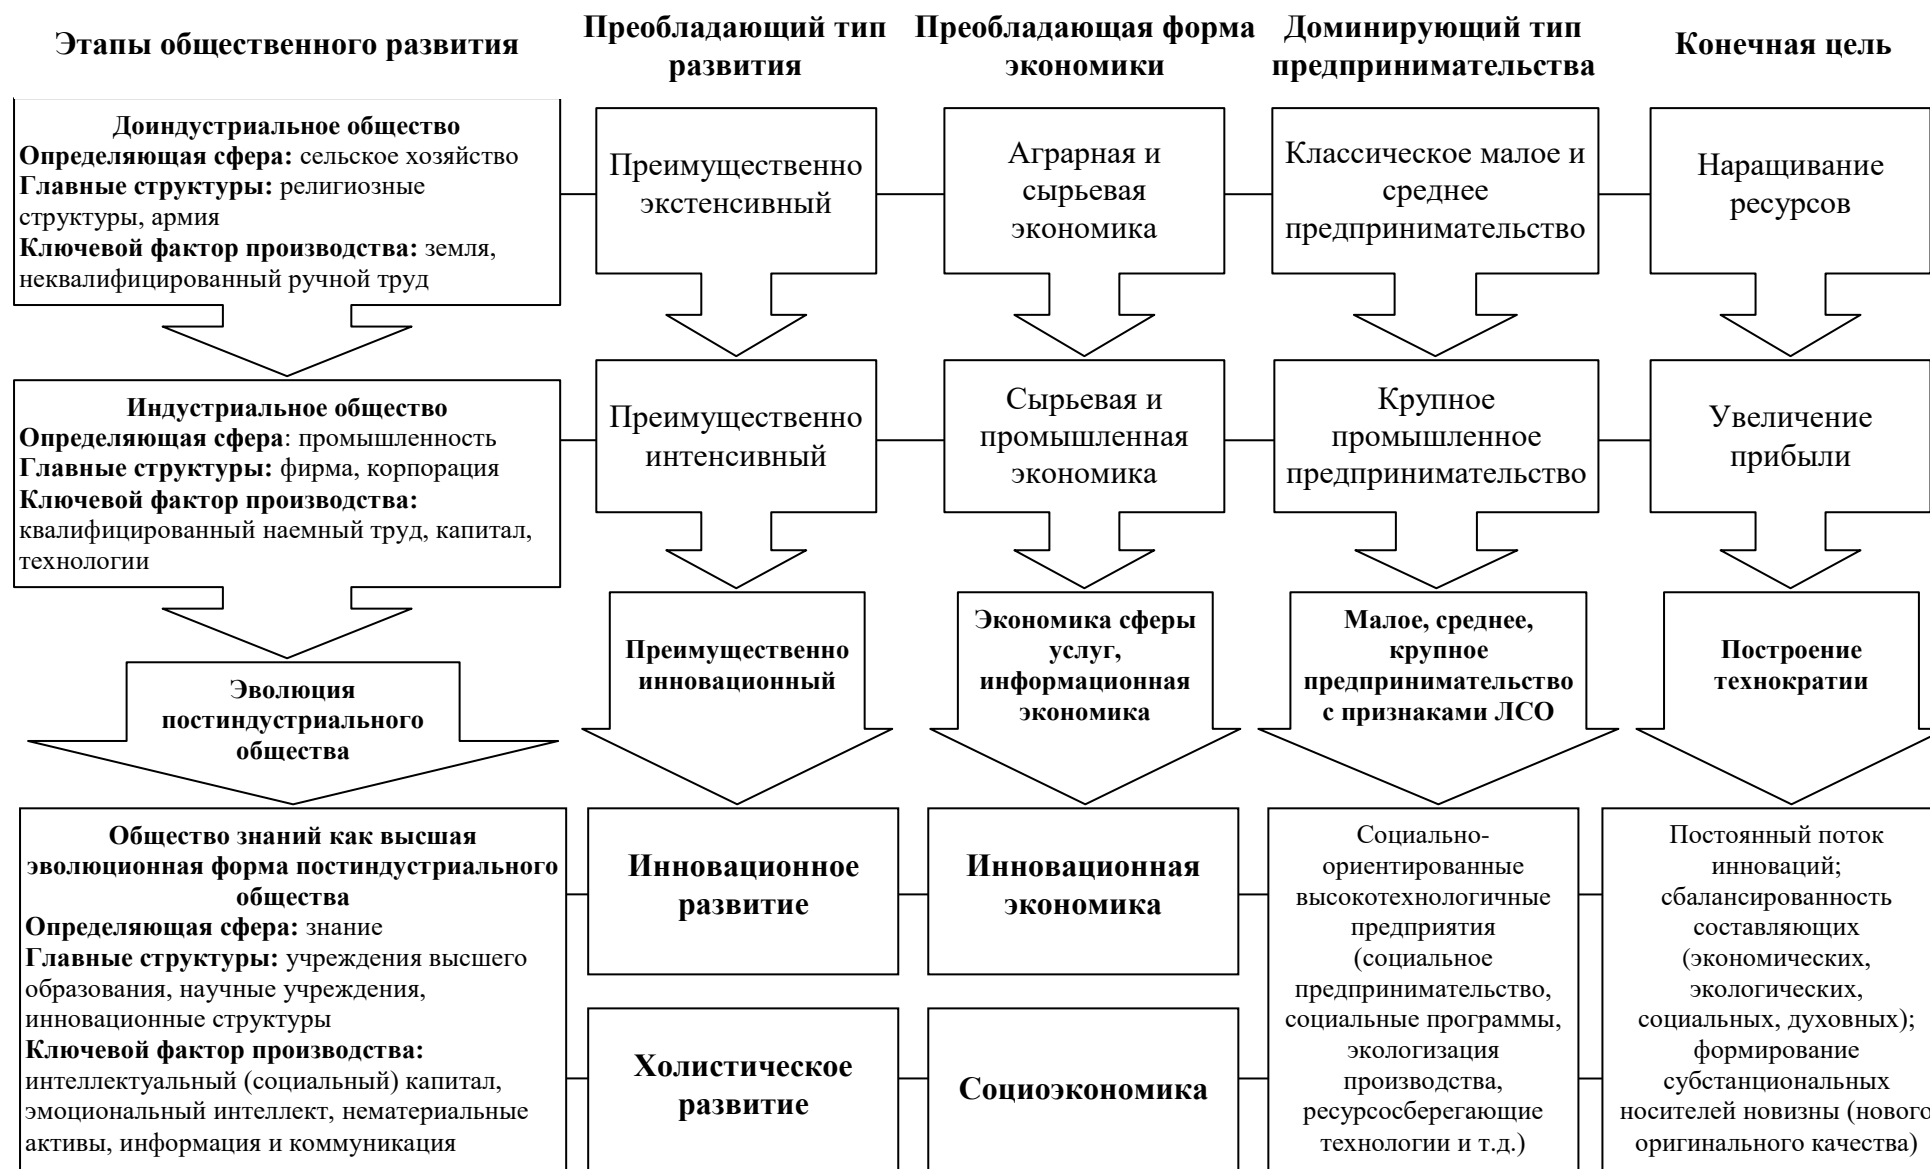 Этапы общественного развития
Преобладающий тип
развития
Преобладающая форма
экономики
Доминирующий тип
предпринимательства
Конечная цель
Доиндустриальное общество
Определяющая сфера: сельское хозяйство
Главные структуры: религиозные
структуры, армия
Ключевой фактор производства: земля,
неквалифицированный ручной труд
Преимущественно
экстенсивный
Аграрная и
сырьевая
экономика
Классическое малое и
среднее
предпринимательство
Наращивание
ресурсов
Индустриальное общество
Определяющая сфера: промышленность
Главные структуры: фирма, корпорация
Ключевой фактор производства:
квалифицированный наемный труд, капитал,
технологии
Преимущественно
интенсивный
Сырьевая и
промышленная
экономика
Крупное
промышленное
предпринимательство
Увеличение
прибыли
Эволюция
постиндустриального
общества
Преимущественно
инновационный
Экономика сферы
услуг,
информационная
экономика
Малое, среднее,
крупное
предпринимательство
с признаками ЛСО
Построение
технократии
Общество знаний как высшая
эволюционная форма постиндустриального
общества
Определяющая сфера: знание
Главные структуры: учреждения высшего
образования, научные учреждения,
инновационные структуры
Ключевой фактор производства:
интеллектуальный (социальный) капитал,
эмоциональный интеллект, нематериальные
активы, информация и коммуникация
Инновационное
развитие
Инновационная
экономика
Холистическое
развитие
Социоэкономика
Социально-
ориентированные
высокотехнологичные
предприятия
(социальное
предпринимательство,
социальные программы,
экологизация
производства,
ресурсосберегающие
технологии и т.д.)
Постоянный поток
инноваций;
сбалансированность
составляющих
(экономических,
экологических,
социальных, духовных);
формирование
субстанциональных
носителей новизны (нового
оригинального качества)